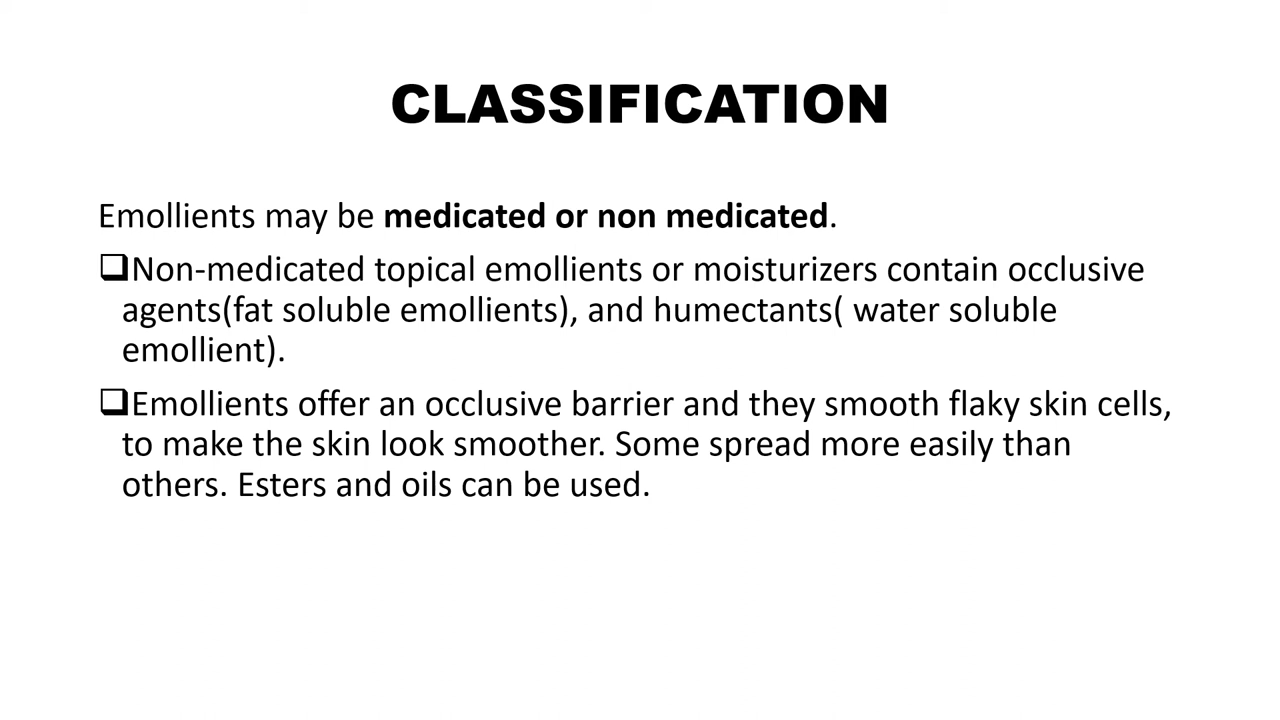 CLASSIFICATION
Emollients may be medicated or non medicated.
❑Non-medicated topical emollients or moisturizers contain occlusive
agents(fat soluble emollients), and humectants( water soluble
emollient).
❑Emollients offer an occlusive barrier and they smooth flaky skin cells,
to make the skin look smoother. Some spread more easily than
others. Esters and oils can be used.